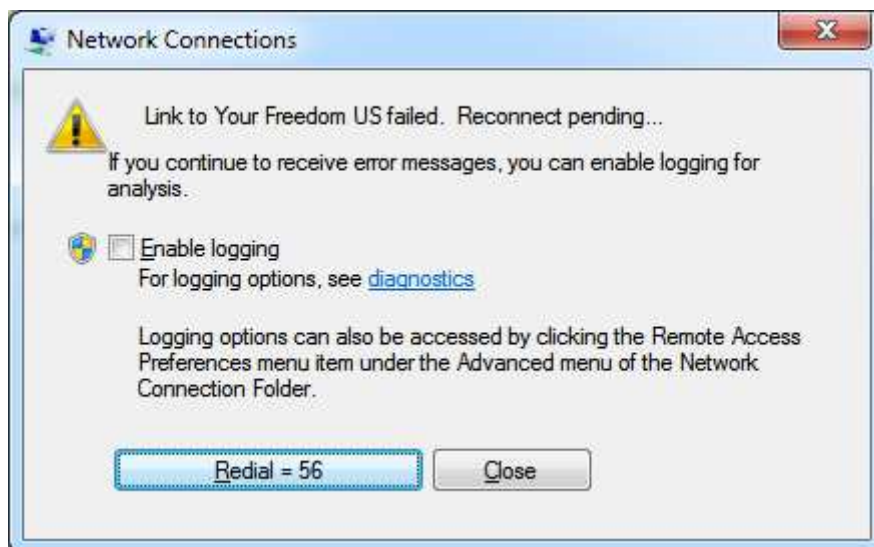 Network Connections
Link to Your Freedom US failed.  Reconnect pending...
If you continue to receive error messages, you can enable logging for
analysis.
Enable logging
For logging options, see diagnostics
Logging options can also be accessed by clicking the Remote Access
Preferences menu item under the Advanced menu of the Network
Connection Folder.
Redial = 56
Close